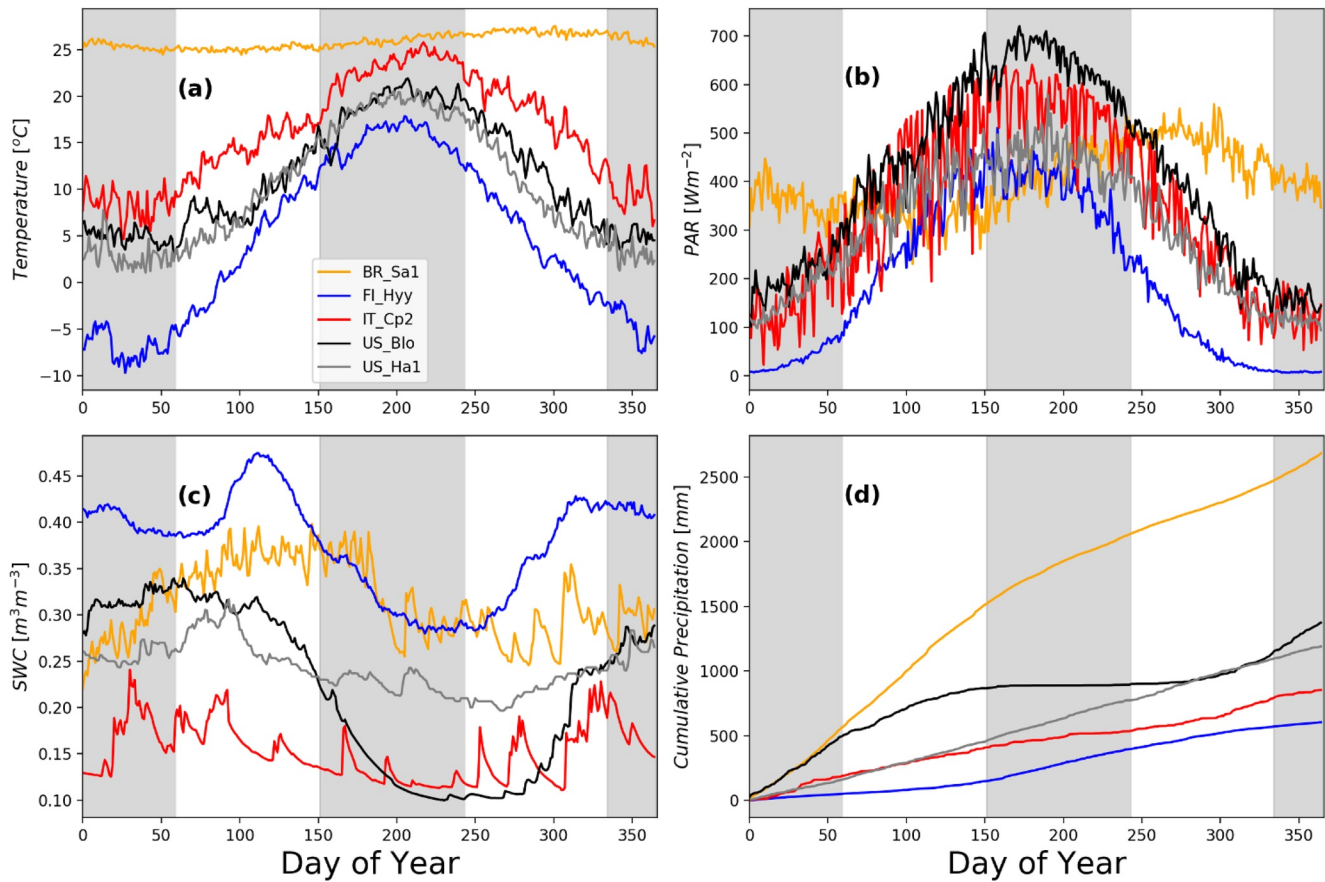 (a)
Temperature [°C]
25
20
15
10
5
0
−5
−10
BR_Sa1
FI_Hyy
IT_Cp2
US_Blo
US_Ha1
0 50 100 150 200 250 300 350
(b)
PAR [Wm⁻²]
700
600
500
400
300
200
100
0
0 50 100 150 200 250 300 350
(c)
SWC [m³m⁻³]
0.45
0.40
0.35
0.30
0.25
0.20
0.15
0.10
0 50 100 150 200 250 300 350
Day of Year
(d)
Cumulative Precipitation [mm]
2500
2000
1500
1000
500
0
0 50 100 150 200 250 300 350
Day of Year